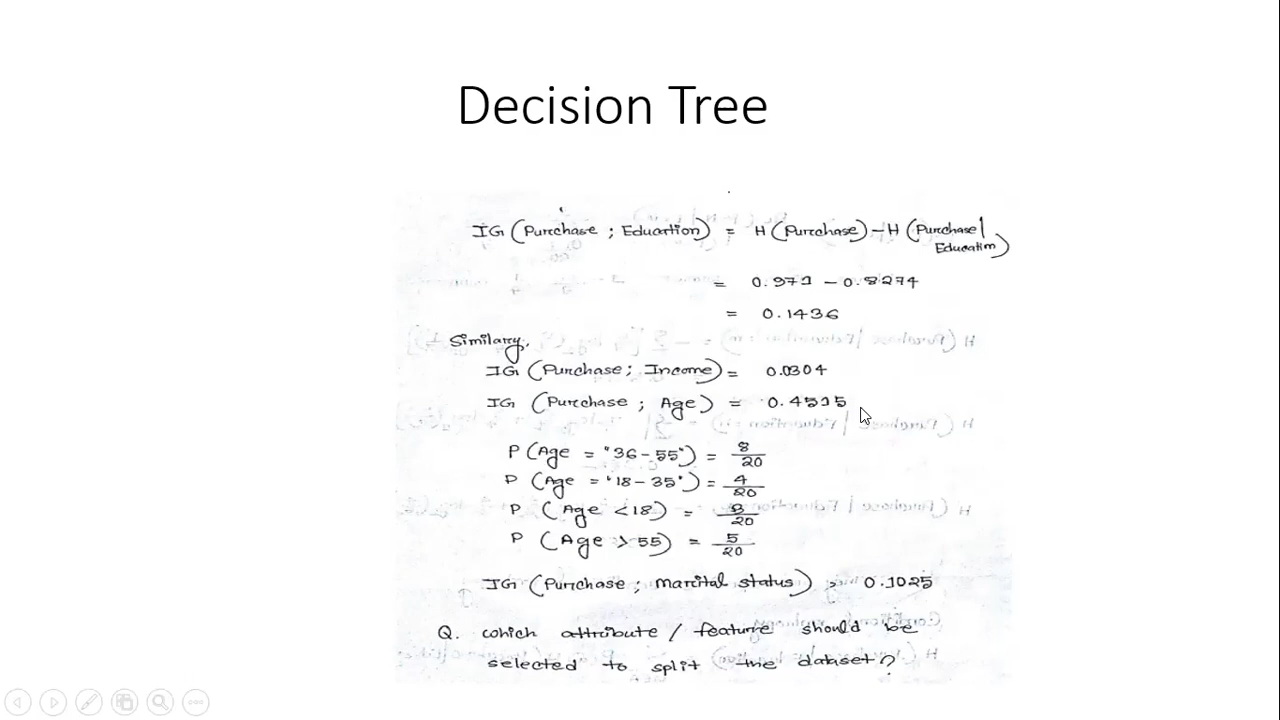 Decision Tree
IG (Purchase ; Eduartion) = H (Purchase) - H (Purchase|
Education)
= 0.971 - 0.8274
= 0.1436
Similarry,
IG (Purchase; Income) = 0.0304
IG (Purchase ; Age) = 0.4515
P (Age = "36-55") = 8/20
P (Age = "18-35") = 4/20
P (Age <18) = 3/20
P (Age > 55) = 5/20
IG (Purchase ; marital status) > 0.1025
Q. which attribute / feature should be
selected to split the dataset?